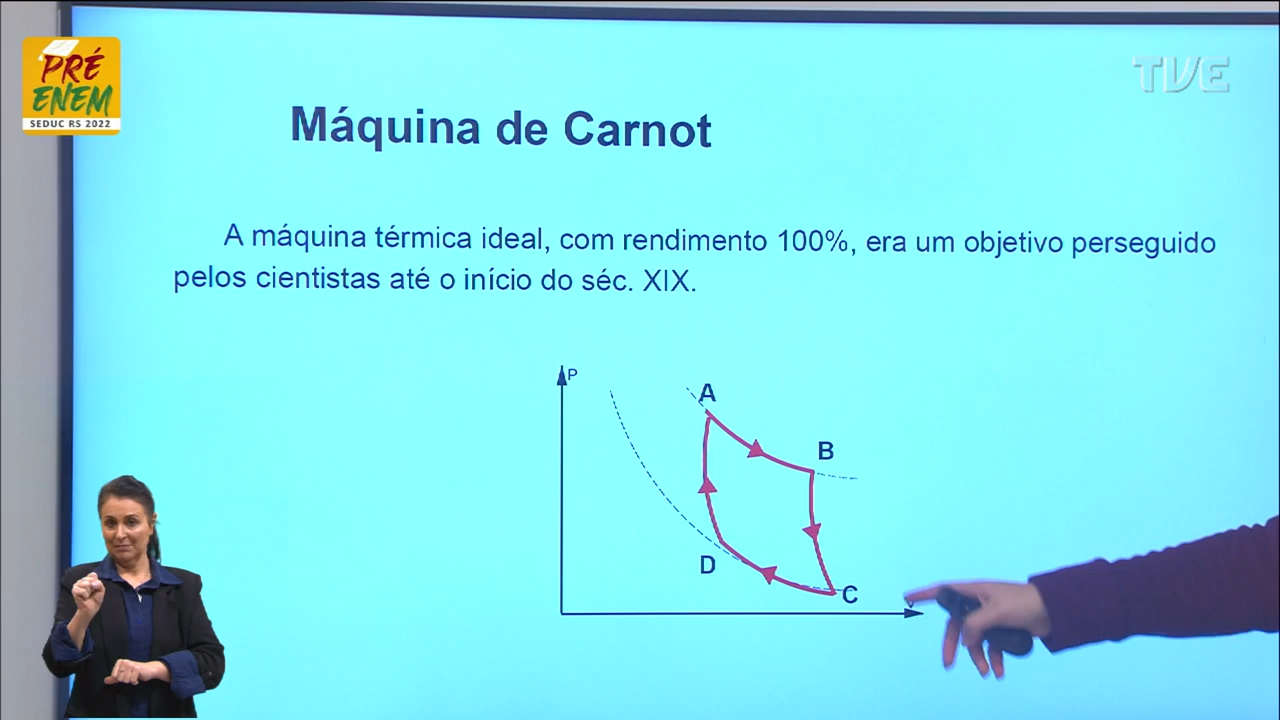 PRÉ
ENEM
SEDUC RS 2022
TVE
Máquina de Carnot
A máquina térmica ideal, com rendimento 100%, era um objetivo perseguido
pelos cientistas até o início do séc. XIX.
P
A
B
D
C